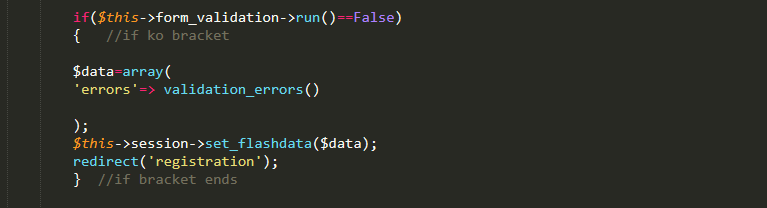 if($this->form_validation->run()==False)
{ //if ko bracket
$data=array(
'errors'=> validation_errors()
);
$this->session->set_flashdata($data);
redirect('registration');
} //if bracket ends